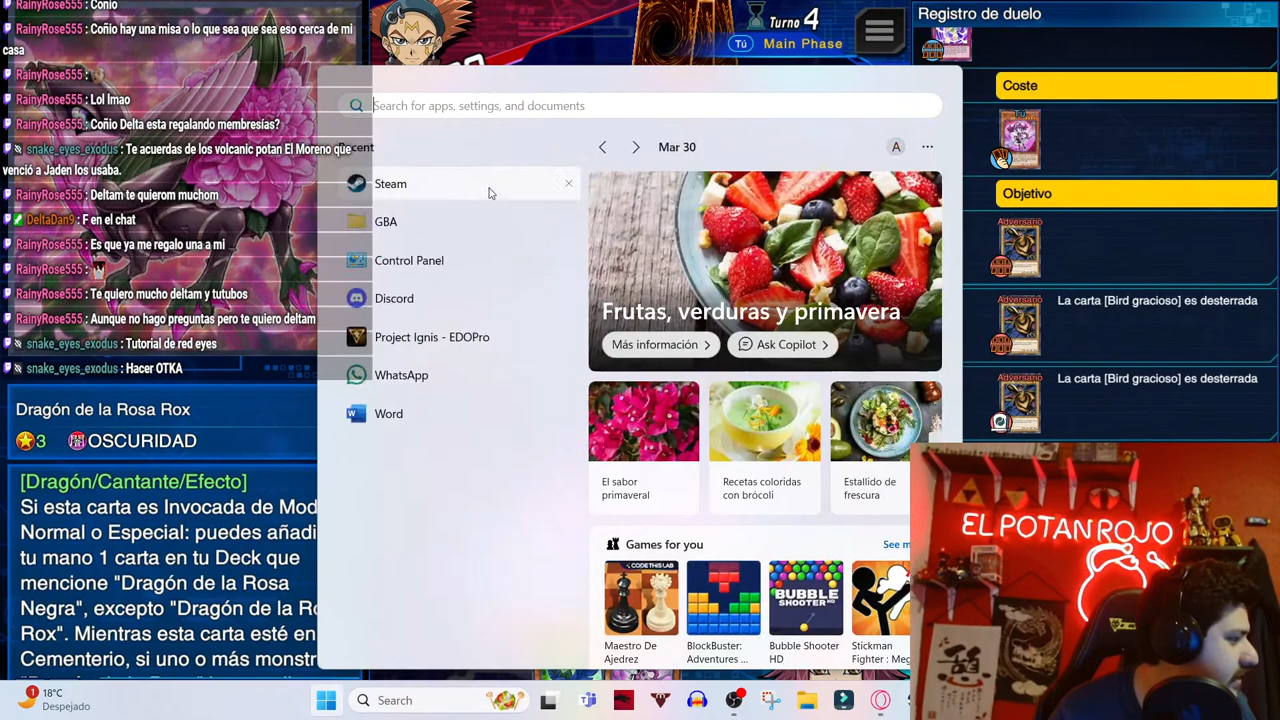 RainyRose555 : Conio
RainyRose555 : Coñio hay una misa o lo que sea que sea eso cerca de mi
casa
RainyRose555 :
RainyRose555 : Lol lmao
RainyRose555 : Coñio Delta esta regalando membresías?
snake_eyes_exodus : Te acuerdas de los volcanic potan El Moreno que
venció a Jaden los usaba.
RainyRose555 : Deltam te quierom muchom
DeltaDan9 : F en el chat
RainyRose555 : Es que ya me regalo una a mi
RainyRose555 :
RainyRose555 : Te quiero mucho deltam y tutubos
RainyRose555 : Aunque no hago preguntas pero te quiero deltam
snake_eyes_exodus : Tutorial de red eyes
snake_eyes_exodus : Hacer OTKA
Dragón de la Rosa Rox
3 OSCURIDAD
[Dragón/Cantante/Efecto]
Si esta carta es Invocada de Mod
Normal o Especial: puedes añadi
tu mano 1 carta en tu Deck que
mencione "Dragón de la Rosa
Negra", excepto "Dragón de la Ro
Rox". Mientras esta carta esté en
Cementerio, si uno o más monstr
Turno 4
Tú Main Phase
Search for apps, settings, and documents
Recent
Steam
GBA
Control Panel
Discord
Project Ignis - EDOPro
WhatsApp
Word
Mar 30
A
Frutas, verduras y primavera
Más información
Ask Copilot
El sabor
primaveral
Recetas coloridas
con brócoli
Estallido de
frescura
Games for you
See m
CODE THIS LAB
BUBBLE
SHOOTER HD
Maestro De
Ajedrez
BlockBuster:
Adventures ...
Bubble Shooter
HD
Stickman
Fighter : Meg
Registro de duelo
Coste
Objetivo
Adversario
Adversario
La carta [Bird gracioso] es desterrada
Adversario
La carta [Bird gracioso] es desterrada
EL POTAN ROJO
1
18°C
Despejado
Search